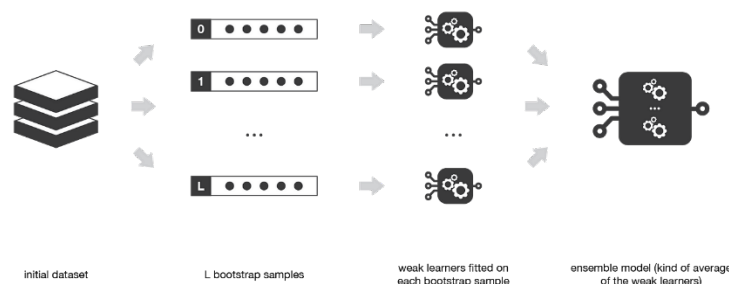 0
1
...
...
...
L
initial dataset
L bootstrap samples
weak learners fitted on
each bootstrap sample
ensemble model (kind of average
of the weak learners)